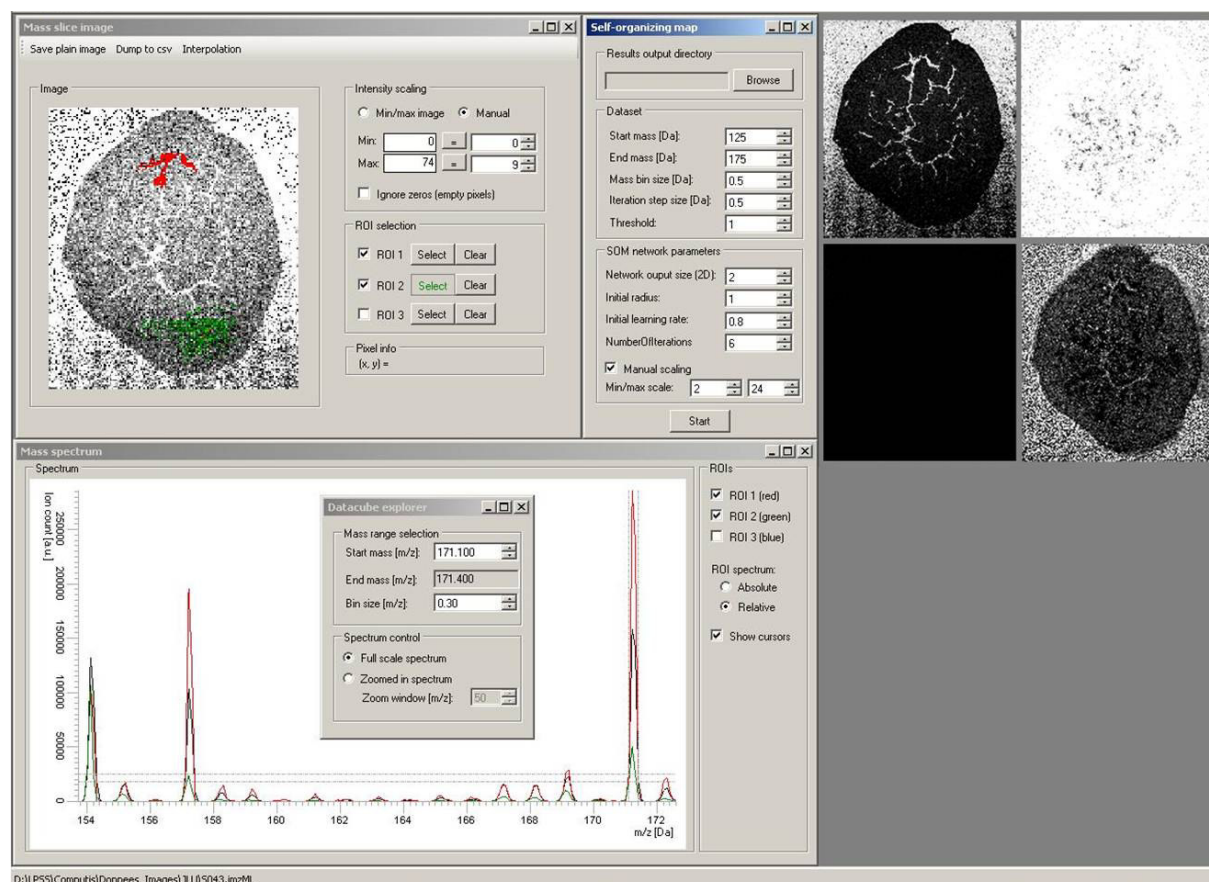 Mass slice image
Save plain image Dump to csv Interpolation
Image
Intensity scaling
Min/max image Manual
Min: 0 = 0
Max: 74 = 9
Ignore zeros (empty pixels)
ROI selection
ROI 1 Select Clear
ROI 2 Select Clear
ROI 3 Select Clear
Pixel info
(x, y) =
Self-organizing map
Results output directory
Browse
Dataset
Start mass [Da]: 125
End mass [Da]: 175
Mass bin size [Da]: 0.5
Iteration step size [Da]: 0.5
Threshold: 1
SOM network parameters
Network ouput size (2D): 2
Initial radius: 1
Initial learning rate: 0.8
NumberOfIterations 6
Manual scaling
Min/max scale: 2 24
Start
Mass spectrum
Spectrum
Ion count [a.u.]
250000
200000
150000
100000
50000
0
154 156 158 160 162 164 166 168 170 172
m/z [Da]
Datacube explorer
Mass range selection
Start mass [m/z]: 171.100
End mass [m/z]: 171.400
Bin size [m/z]: 0.30
Spectrum control
Full scale spectrum
Zoomed in spectrum
Zoom window [m/z]: 50
ROIs
ROI 1 (red)
ROI 2 (green)
ROI 3 (blue)
ROI spectrum:
Absolute
Relative
Show cursors
D:\LPSS\Computis\Donnees_Images\JLU\S043.imzML